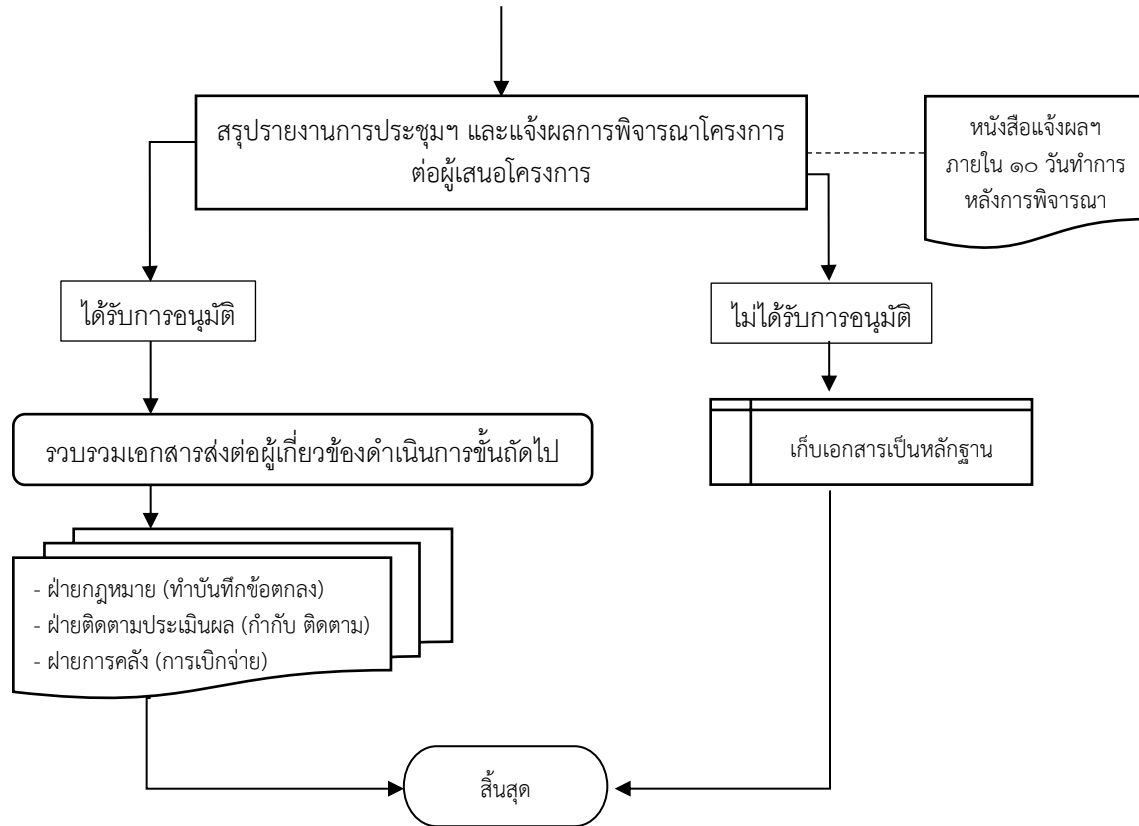 สรุปรายงานการประชุมฯ และแจ้งผลการพิจารณาโครงการ
ต่อผู้เสนอโครงการ
หนังสือแจ้งผลฯ
ภายใน ๑๐ วันทำการ
หลังการพิจารณา
ได้รับการอนุมัติ
ไม่ได้รับการอนุมัติ
รวบรวมเอกสารส่งต่อผู้เกี่ยวข้องดำเนินการขั้นถัดไป
เก็บเอกสารเป็นหลักฐาน
- ฝ่ายกฎหมาย (ทำบันทึกข้อตกลง)
- ฝ่ายติดตามประเมินผล (กำกับ ติดตาม)
- ฝายการคลัง (การเบิกจ่าย)
สิ้นสุด